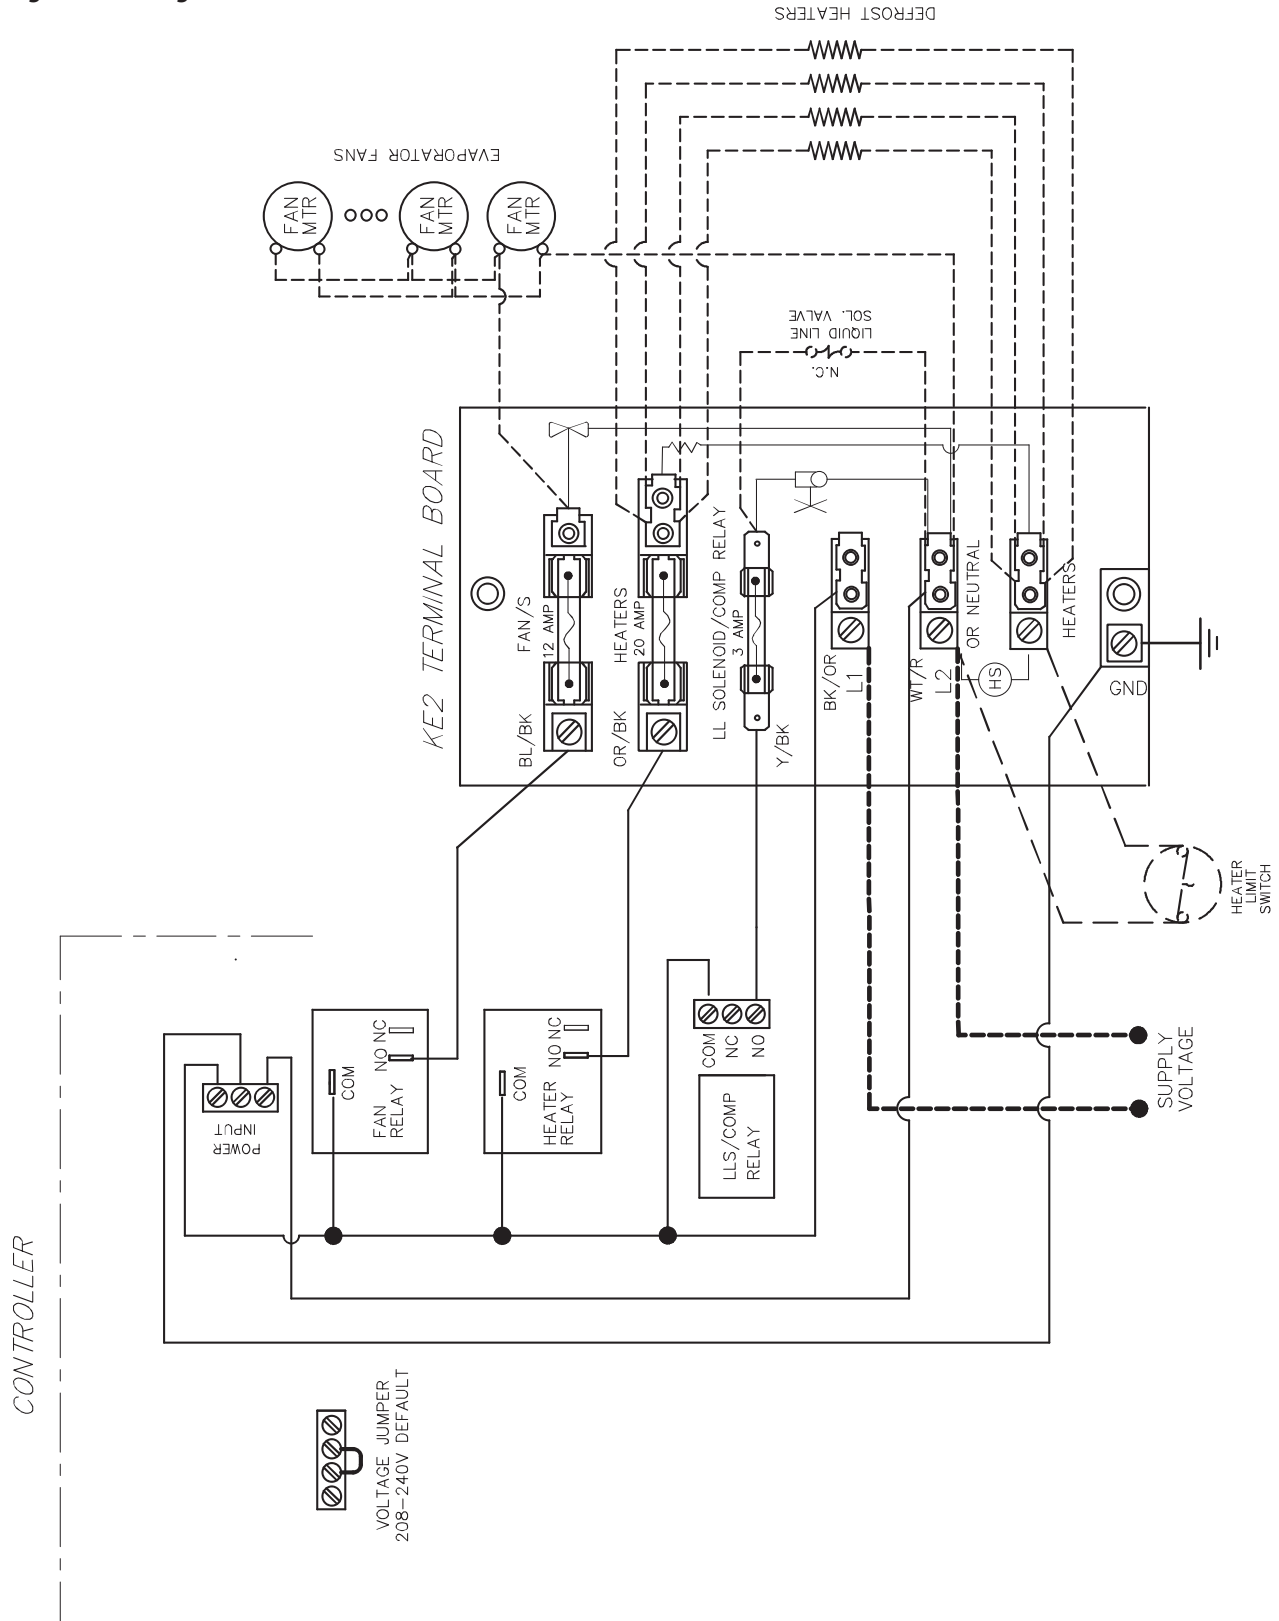 DEFROST HEATERS
EVAPORATOR FANS
FAN
MTR
FAN
MTR
FAN
MTR
LIQUID LINE
SOL. VALVE
N.C.
KE2 TERMINAL BOARD
FAN/S
12 AMP
BL/BK
HEATERS
20 AMP
OR/BK
LL SOLENOID/COMP RELAY
3 AMP
Y/BK
BK/OR
L1
WT/R
L2
OR NEUTRAL
HS
HEATERS
GND
HEATER
LIMIT
SWITCH
SUPPLY
VOLTAGE
CONTROLLER
POWER
INPUT
COM
NO NC
FAN
RELAY
COM
NO NC
HEATER
RELAY
COM
NC
NO
LLS/COMP
RELAY
VOLTAGE JUMPER
208-240V DEFAULT